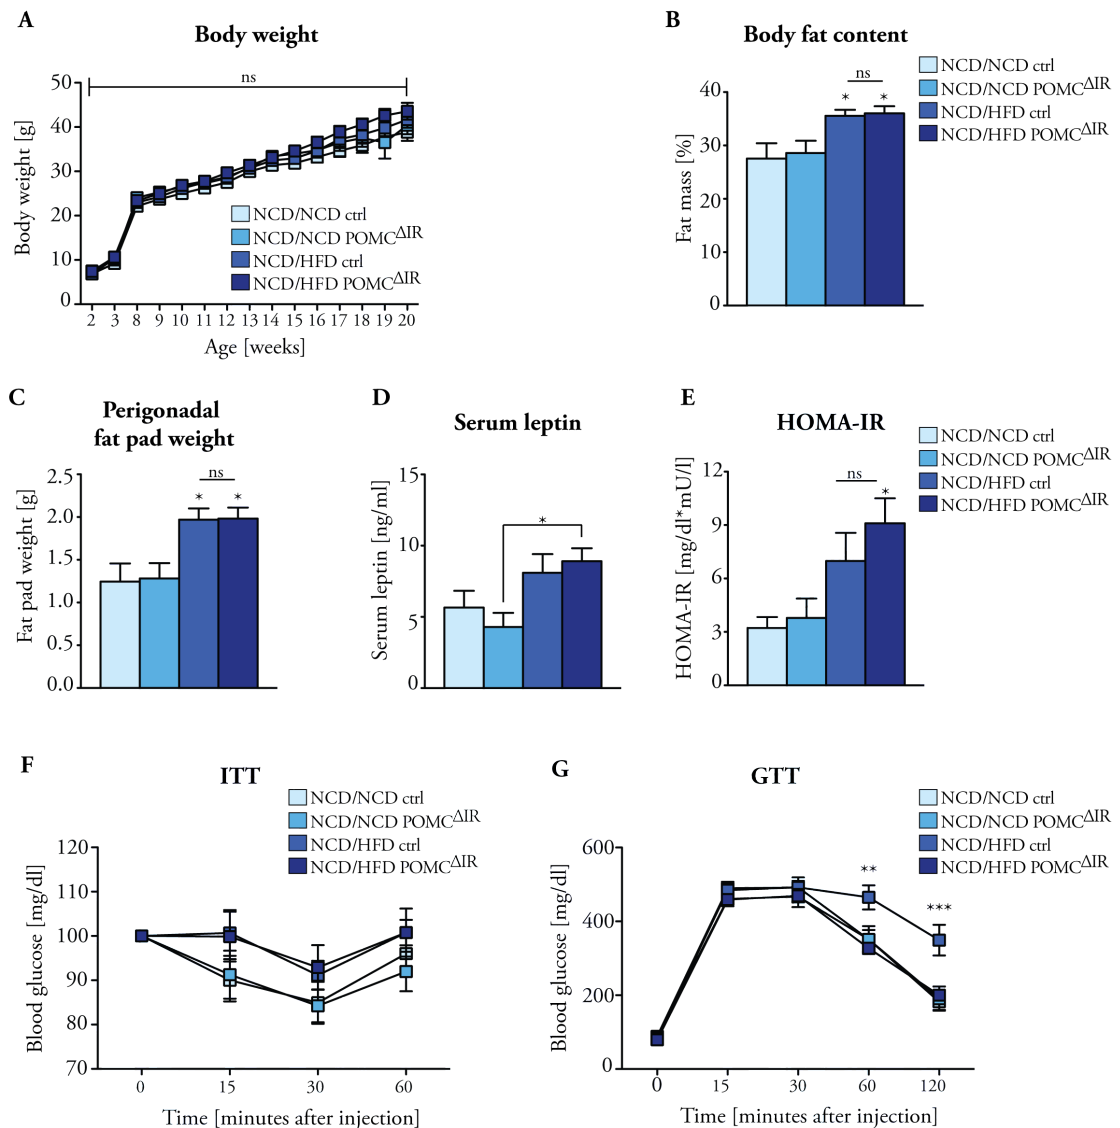 A
Body weight
ns
Body weight [g]
50
40
30
20
10
0
2 3 8 9 10 11 12 13 14 15 16 17 18 19 20
Age [weeks]
NCD/NCD ctrl
NCD/NCD POMCΔIR
NCD/HFD ctrl
NCD/HFD POMCΔIR
B
Body fat content
ns
* *
Fat mass [%]
40
30
20
10
0
NCD/NCD ctrl
NCD/NCD POMCΔIR
NCD/HFD ctrl
NCD/HFD POMCΔIR
C
Perigonadal
fat pad weight
ns
* *
Fat pad weight [g]
2.5
2.0
1.5
1.0
0.5
0.0
D
Serum leptin
*
Serum leptin [ng/ml]
15
10
5
0
E
HOMA-IR
ns
*
HOMA-IR [mg/dl*mU/l]
12
9
6
3
0
NCD/NCD ctrl
NCD/NCD POMCΔIR
NCD/HFD ctrl
NCD/HFD POMCΔIR
F
ITT
NCD/NCD ctrl
NCD/NCD POMCΔIR
NCD/HFD ctrl
NCD/HFD POMCΔIR
Blood glucose [mg/dl]
120
110
100
90
80
70
0 15 30 60
Time [minutes after injection]
G
GTT
NCD/NCD ctrl
NCD/NCD POMCΔIR
NCD/HFD ctrl
NCD/HFD POMCΔIR
** ***
Blood glucose [mg/dl]
600
400
200
0
0 15 30 60 120
Time [minutes after injection]